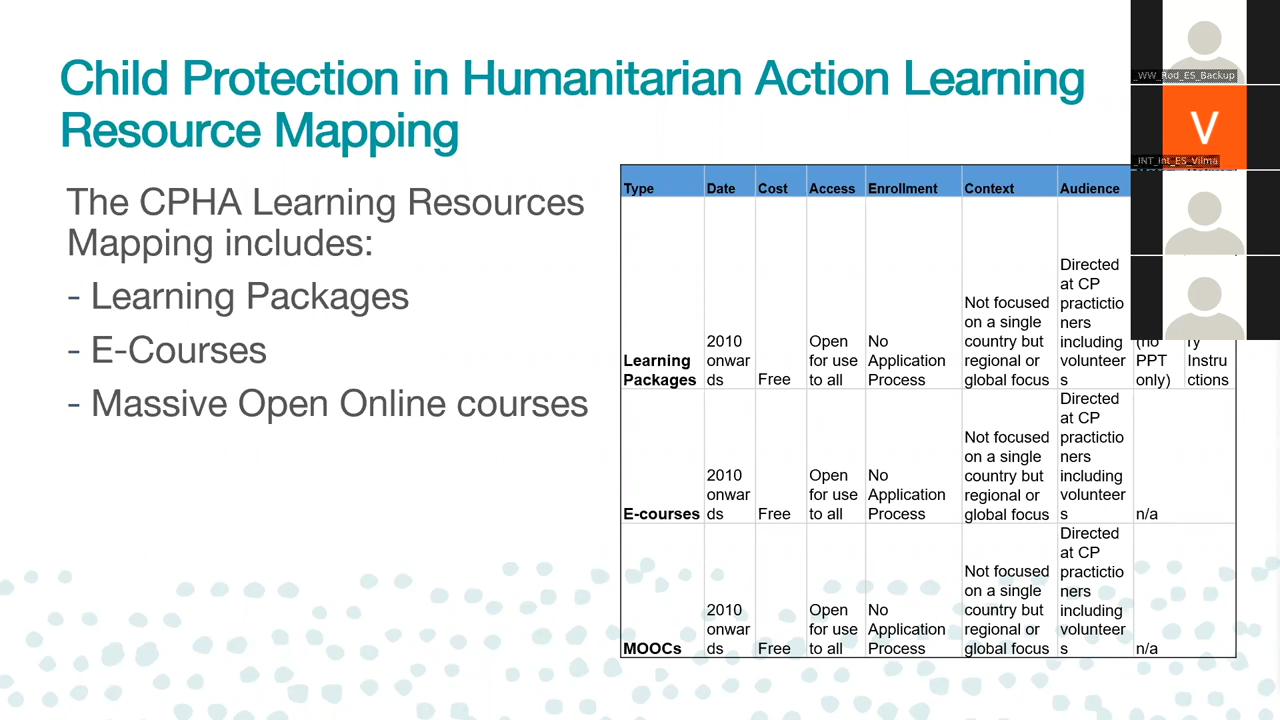 Child Protection in Humanitarian Action Learning
Resource Mapping
The CPHA Learning Resources
Mapping includes:
- Learning Packages
- E-Courses
- Massive Open Online courses
Type Date Cost Access Enrollment Context Audience
Learning
Packages
2010
onwar
ds
Free
Open
for use
to all
No
Application
Process
Not focused
on a single
country but
regional or
global focus
Directed
at CP
practictio
ners
including
volunteer
s
(no
PPT
only)
ry
Instru
ctions
E-courses
2010
onwar
ds
Free
Open
for use
to all
No
Application
Process
Not focused
on a single
country but
regional or
global focus
Directed
at CP
practictio
ners
including
volunteer
s
n/a
MOOCs
2010
onwar
ds
Free
Open
for use
to all
No
Application
Process
Not focused
on a single
country but
regional or
global focus
Directed
at CP
practictio
ners
including
volunteer
s
n/a
_WW_Rod_ES_Backup
V
_INT_Int_ES_Vilma